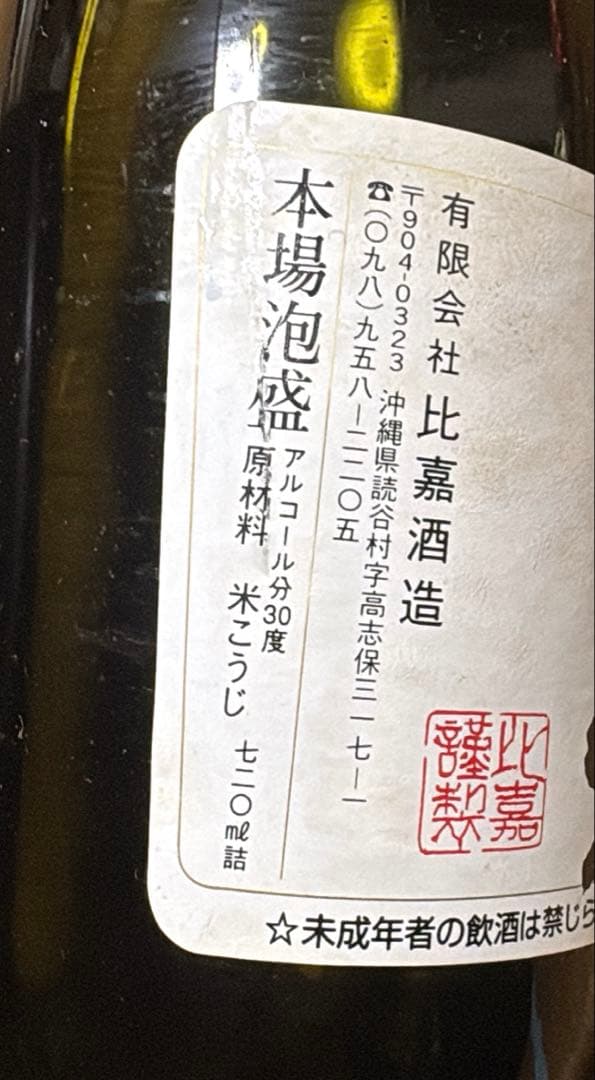 有限会社 比嘉酒造
〒904-0323 沖縄県読谷村字高志保三一七ー一
☎(〇九八)九五八ー二二〇五
本場泡盛
アルコール分30度
原材料 米こうじ
七二〇㎖詰
比嘉
謹製
☆未成年者の飲酒は禁じら